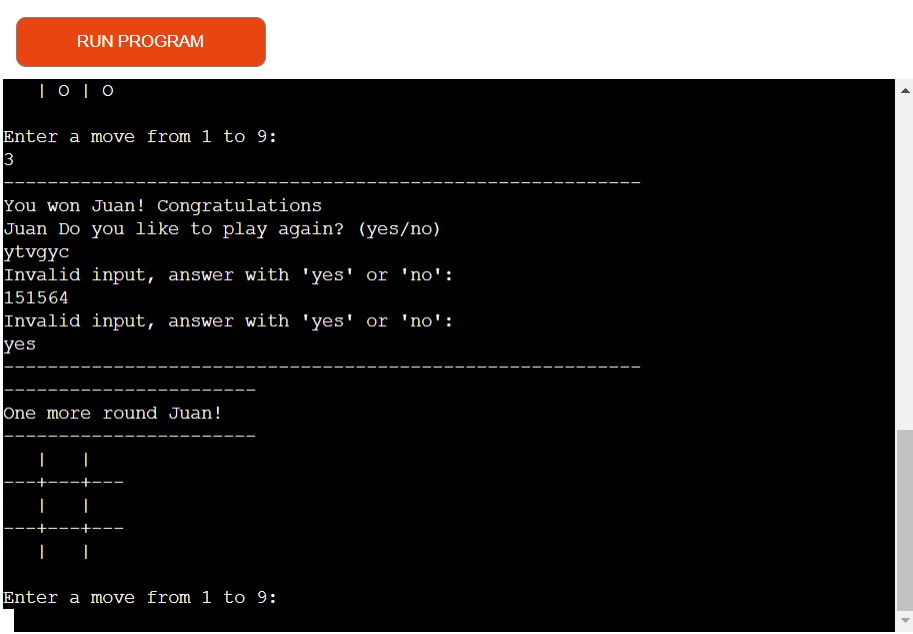 RUN PROGRAM
   | O | O
Enter a move from 1 to 9:
3
----------------------------------------------------------
You won Juan! Congratulations
Juan Do you like to play again? (yes/no)
ytvgyc
Invalid input, answer with 'yes' or 'no':
151564
Invalid input, answer with 'yes' or 'no':
yes
----------------------------------------------------------
-----------------------
One more round Juan!
-----------------------
   |   |
---+---+---
   |   |
---+---+---
   |   |
Enter a move from 1 to 9: